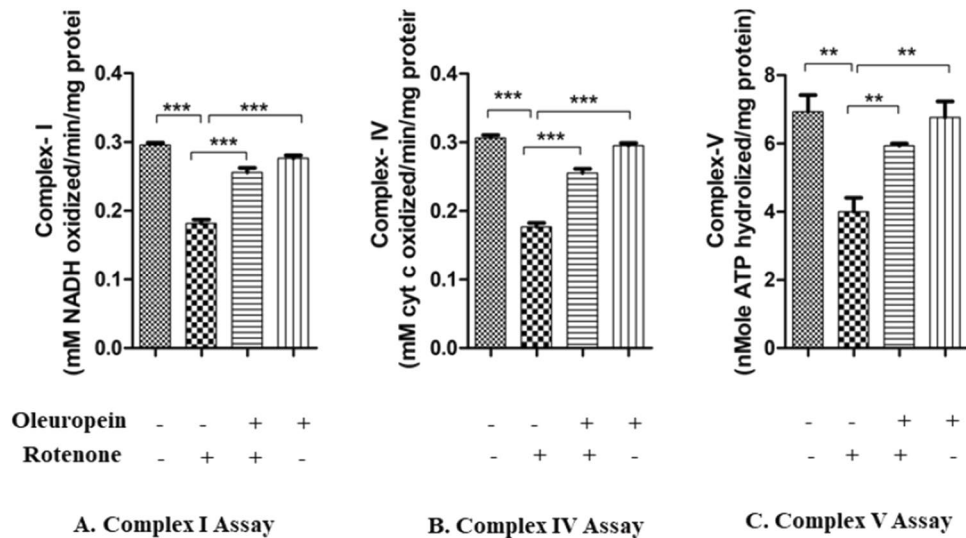 Complex- I
(mM NADH oxidized/min/mg protei
0.4
0.3
0.2
0.1
0.0
***
***
***
Complex- IV
(mM cyt c oxidized/min/mg proteir
0.4
0.3
0.2
0.1
0.0
***
***
***
Complex-V
(nMole ATP hydrolized/mg protein)
8
6
4
2
0
**
**
**
Oleuropein - - + + - - + + - - + +
Rotenone - + + - - + + - - + + -
A. Complex I Assay
B. Complex IV Assay
C. Complex V Assay